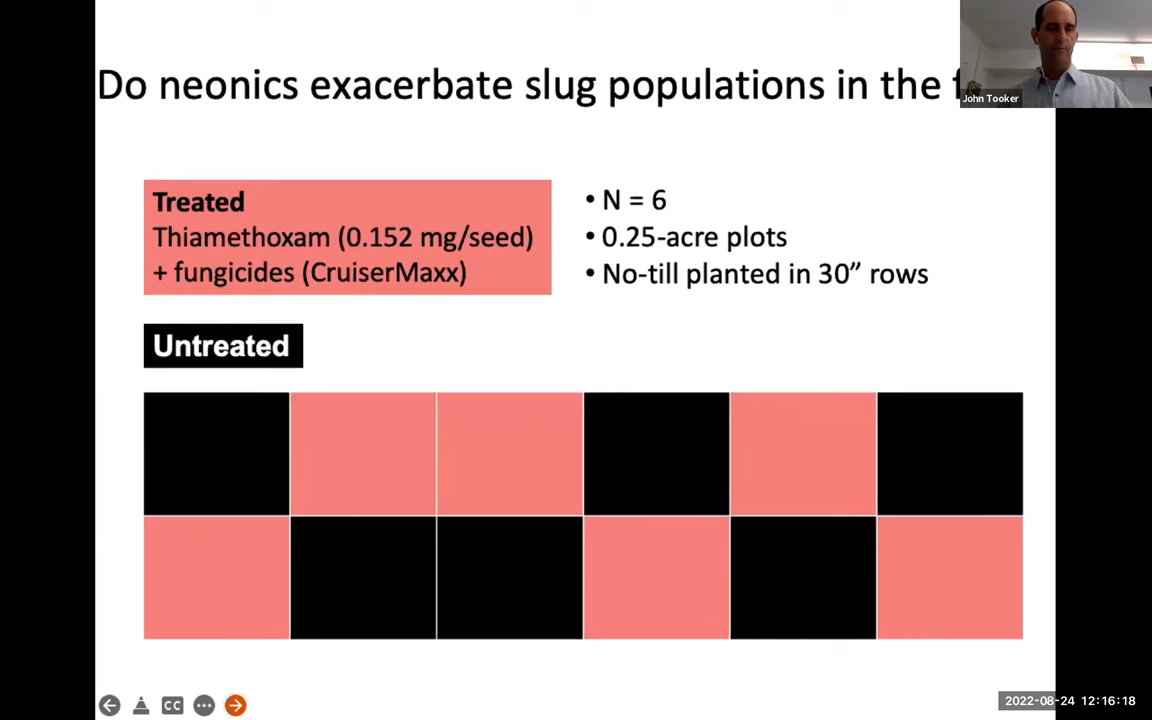 Do neonics exacerbate slug populations in the
John Tooker
Treated
Thiamethoxam (0.152 mg/seed)
+ fungicides (CruiserMaxx)
• N = 6
• 0.25-acre plots
• No-till planted in 30” rows
Untreated
CC
2022-08-24 12:16:18